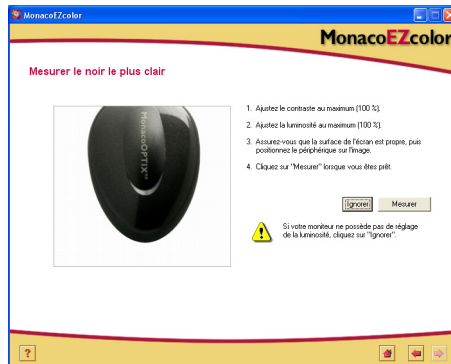 MonacoEZcolor
MonacoEZcolor
Mesurer le noir le plus clair
MonacoOPTIX XR
1. Ajustez le contraste au maximum (100 %).
2. Ajustez la luminosité au maximum (100 %).
3. Assurez-vous que la surface de l'écran est propre, puis
positionnez le périphérique sur l'image.
4. Cliquez sur "Mesurer" lorsque vous êtes prêt.
Ignorer Mesurer
Si votre moniteur ne possède pas de réglage
de la luminosité, cliquez sur "Ignorer".
?